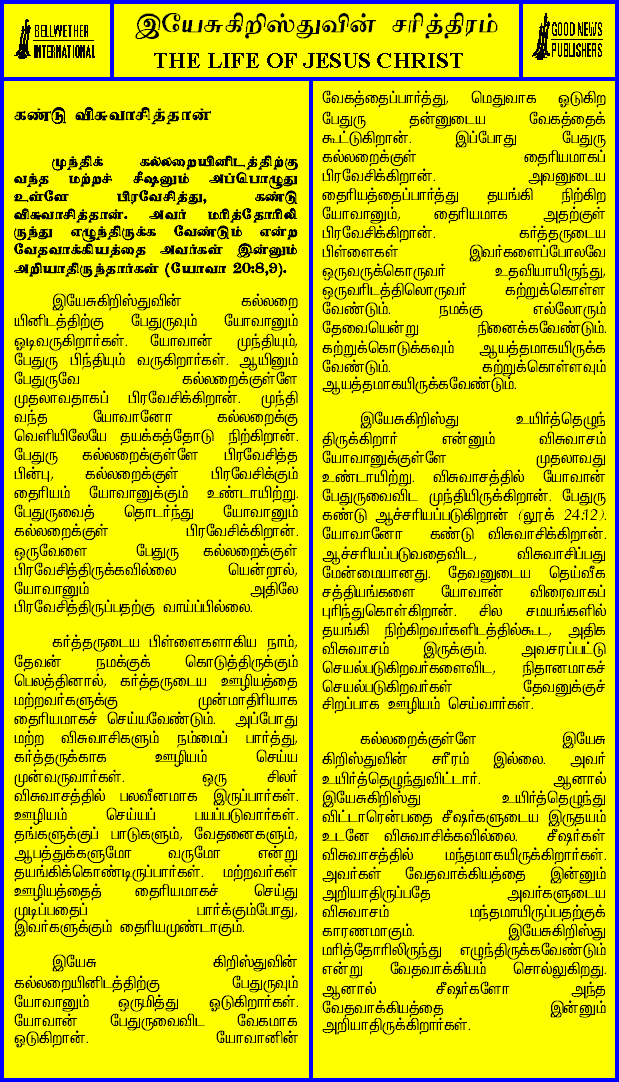 BELLWETHER
INTERNATIONAL
இயேசுகிறிஸ்துவின் சரித்திரம்
THE LIFE OF JESUS CHRIST
GOOD NEWS
PUBLISHERS
கண்டு விசுவாசித்தான்
முந்திக் கல்லறையினிடத்திற்கு
வந்த மற்றச் சீஷனும் அப்பொழுது
உள்ளே பிரவேசித்து, கண்டு
விசுவாசித்தான். அவர் மரித்தோரிலி
ருந்து எழுந்திருக்க வேண்டும் என்ற
வேதவாக்கியத்தை அவர்கள் இன்னும்
அறியாதிருந்தார்கள் (யோவா 20:8,9).
இயேசுகிறிஸ்துவின் கல்லறை
யினிடத்திற்கு பேதுருவும் யோவானும்
ஓடிவருகிறார்கள். யோவான் முந்தியும்,
பேதுரு பிந்தியும் வருகிறார்கள். ஆயினும்
பேதுருவே கல்லறைக்குள்ளே
முதலாவதாகப் பிரவேசிக்கிறான். முந்தி
வந்த யோவானோ கல்லறைக்கு
வெளியிலேயே தயக்கத்தோடு நிற்கிறான்.
பேதுரு கல்லறைக்குள்ளே பிரவேசித்த
பின்பு, கல்லறைக்குள் பிரவேசிக்கும்
தைரியம் யோவானுக்கும் உண்டாயிற்று.
பேதுருவைத் தொடர்ந்து யோவானும்
கல்லறைக்குள் பிரவேசிக்கிறான்.
ஒருவேளை பேதுரு கல்லறைக்குள்
பிரவேசித்திருக்கவில்லை யென்றால்,
யோவானும் அதிலே
பிரவேசித்திருப்பதற்கு வாய்ப்பில்லை.
கர்த்தருடைய பிள்ளைகளாகிய நாம்,
தேவன் நமக்குக் கொடுத்திருக்கும்
பெலத்தினால், கர்த்தருடைய ஊழியத்தை
மற்றவர்களுக்கு முன்மாதிரியாக
தைரியமாகச் செய்யவேண்டும். அப்போது
மற்ற விசுவாசிகளும் நம்மைப் பார்த்து,
கர்த்தருக்காக ஊழியம் செய்ய
முன்வருவார்கள். ஒரு சிலர்
விசுவாசத்தில் பலவீனமாக இருப்பார்கள்.
ஊழியம் செய்யப் பயப்படுவார்கள்.
தங்களுக்குப் பாடுகளும், வேதனைகளும்,
ஆபத்துக்களுமோ வருமோ என்று
தயங்கிக்கொண்டிருப்பார்கள். மற்றவர்கள்
ஊழியத்தைத் தைரியமாகச் செய்து
முடிப்பதைப் பார்க்கும்போது,
இவர்களுக்கும் தைரியமுண்டாகும்.
இயேசு கிறிஸ்துவின்
கல்லறையினிடத்திற்கு பேதுருவும்
யோவானும் ஒருமித்து ஓடுகிறார்கள்.
யோவான் பேதுருவைவிட வேகமாக
ஓடுகிறான். யோவானின்
வேகத்தைப்பார்த்து, மெதுவாக ஓடுகிற
பேதுரு தன்னுடைய வேகத்தைக்
கூட்டுகிறான். இப்போது பேதுரு
கல்லறைக்குள் தைரியமாகப்
பிரவேசிக்கிறான். அவனுடைய
தைரியத்தைப்பார்த்து தயங்கி நிற்கிற
யோவானும், தைரியமாக அதற்குள்
பிரவேசிக்கிறான். கர்த்தருடைய
பிள்ளைகள் இவர்களைப்போலவே
ஒருவருக்கொருவர் உதவியாயிருந்து,
ஒருவரிடத்திலொருவர் கற்றுக்கொள்ள
வேண்டும். நமக்கு எல்லோரும்
தேவையென்று நினைக்கவேண்டும்.
கற்றுக்கொடுக்கவும் ஆயத்தமாகயிருக்க
வேண்டும். கற்றுக்கொள்ளவும்
ஆயத்தமாகயிருக்கவேண்டும்.
இயேசுகிறிஸ்து உயிர்த்தெழுந்
திருக்கிறார் என்னும் விசுவாசம்
யோவானுக்குள்ளே முதலாவது
உண்டாயிற்று. விசுவாசத்தில் யோவான்
பேதுருவைவிட முந்தியிருக்கிறான். பேதுரு
கண்டு ஆச்சரியப்படுகிறான் (லூக் 24:12).
யோவானோ கண்டு விசுவாசிக்கிறான்.
ஆச்சரியப்படுவதைவிட, விசுவாசிப்பது
மேன்மையானது. தேவனுடைய தெய்வீக
சத்தியங்களை யோவான் விரைவாகப்
புரிந்துகொள்கிறான். சில சமயங்களில்
தயங்கி நிற்கிறவர்களிடத்தில்கூட, அதிக
விசுவாசம் இருக்கும். அவசரப்பட்டு
செயல்படுகிறவர்களைவிட, நிதானமாகச்
செயல்படுகிறவர்கள் தேவனுக்குச்
சிறப்பாக ஊழியம் செய்வார்கள்.
கல்லறைக்குள்ளே இயேசு
கிறிஸ்துவின் சரீரம் இல்லை. அவர்
உயிர்த்தெழுந்துவிட்டார். ஆனால்
இயேசுகிறிஸ்து உயிர்த்தெழுந்து
விட்டாரென்பதை சீஷர்களுடைய இருதயம்
உடனே விசுவாசிக்கவில்லை. சீஷர்கள்
விசுவாசத்தில் மந்தமாகயிருக்கிறார்கள்.
அவர்கள் வேதவாக்கியத்தை இன்னும்
அறியாதிருப்பதே அவர்களுடைய
விசுவாசம் மந்தமாயிருப்பதற்குக்
காரணமாகும். இயேசுகிறிஸ்து
மரித்தோரிலிருந்து எழுந்திருக்கவேண்டும்
என்று வேதவாக்கியம் சொல்லுகிறது.
ஆனால் சீஷர்களோ அந்த
வேதவாக்கியத்தை இன்னும்
அறியாதிருக்கிறார்கள்.